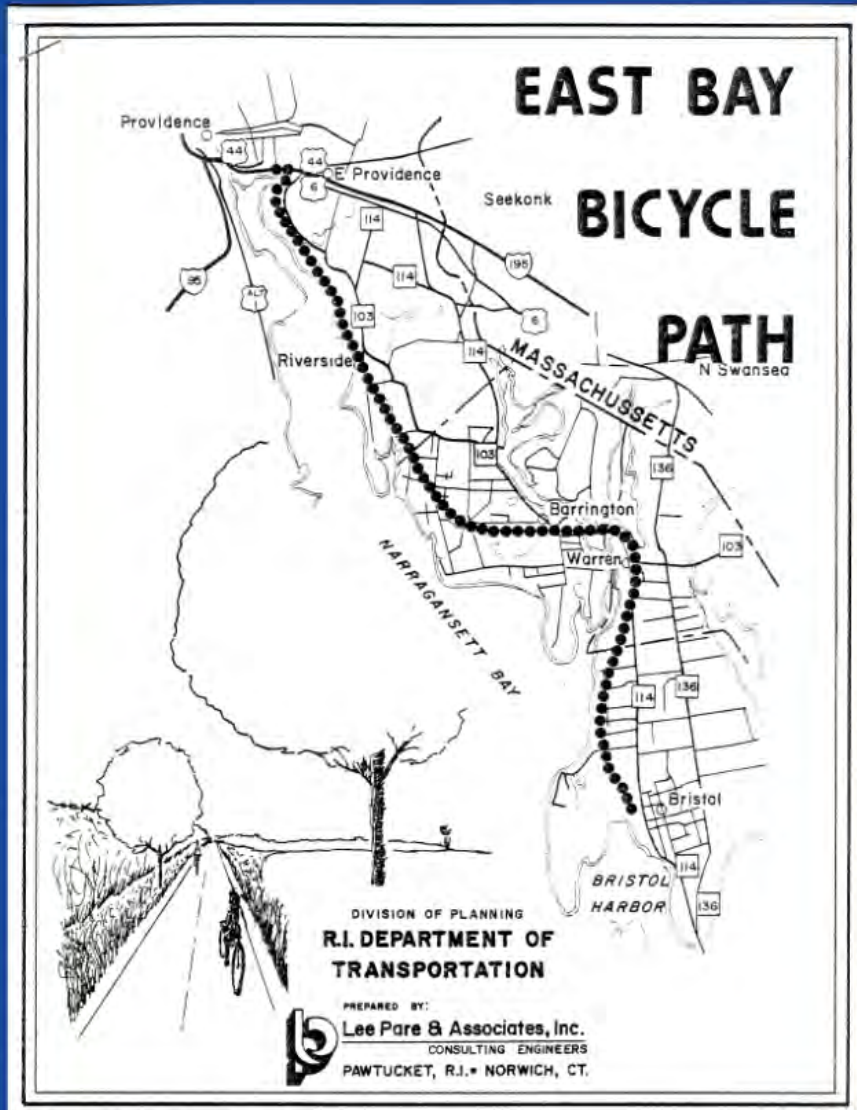 EAST BAY
BICYCLE
PATH
Providence
44
44
E Providence
6
Seekonk
114
195
95
ALT
1
114
6
103
Riverside
114
MASSACHUSSETTS
N Swansea
103
136
Barrington
103
Warren
NARRAGANSETT BAY
114
136
Bristol
114
BRISTOL
HARBOR
136
DIVISION OF PLANNING
R.I. DEPARTMENT OF
TRANSPORTATION
PREPARED BY:
Lee Pare & Associates, Inc.
CONSULTING ENGINEERS
PAWTUCKET, R.I. • NORWICH, CT.